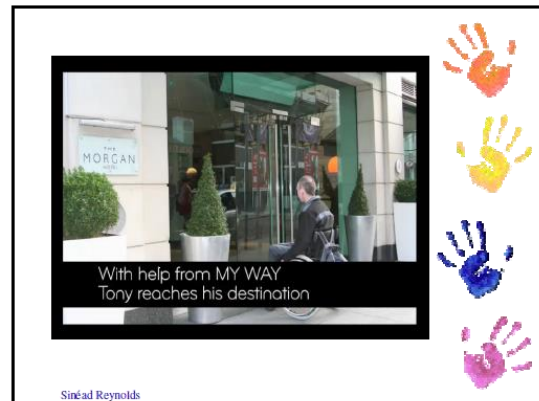 THE
MORGAN
With help from MY WAY
Tony reaches his destination
Sinéad Reynolds